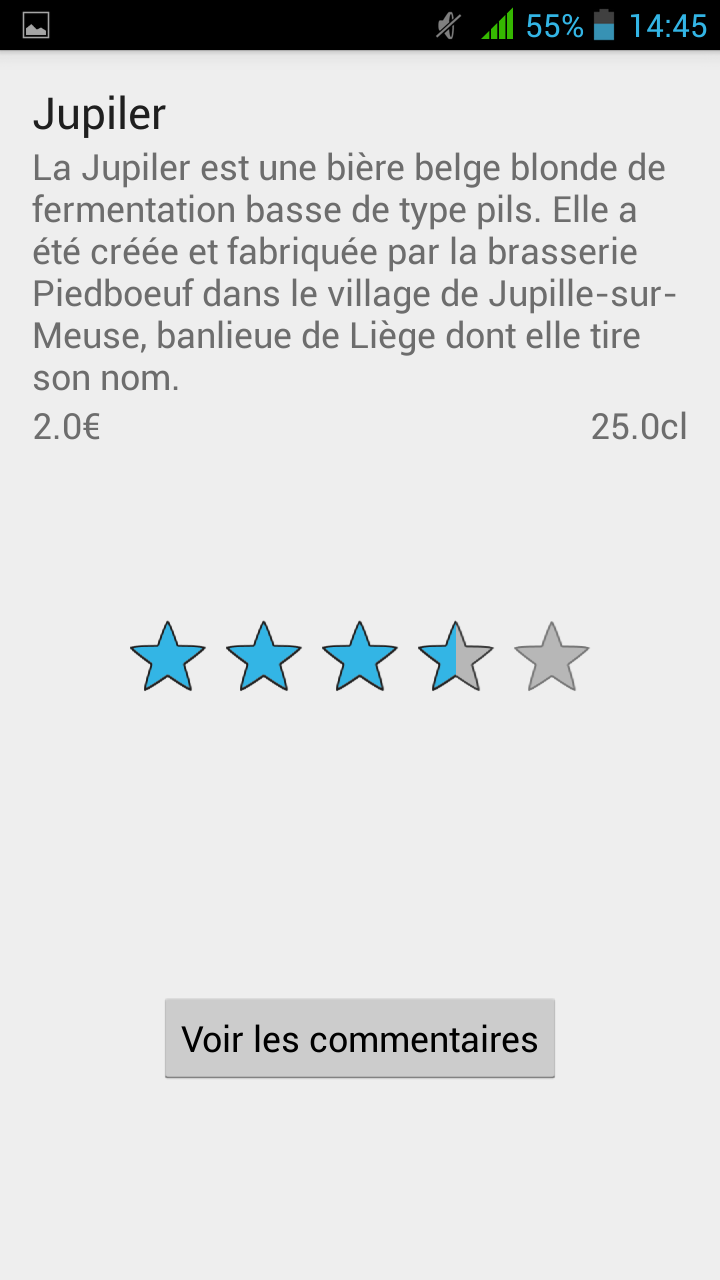 55% 14:45
Jupiler
La Jupiler est une bière belge blonde de
fermentation basse de type pils. Elle a
été créée et fabriquée par la brasserie
Piedboeuf dans le village de Jupille-sur-
Meuse, banlieue de Liège dont elle tire
son nom.
2.0€ 25.0cl
Voir les commentaires